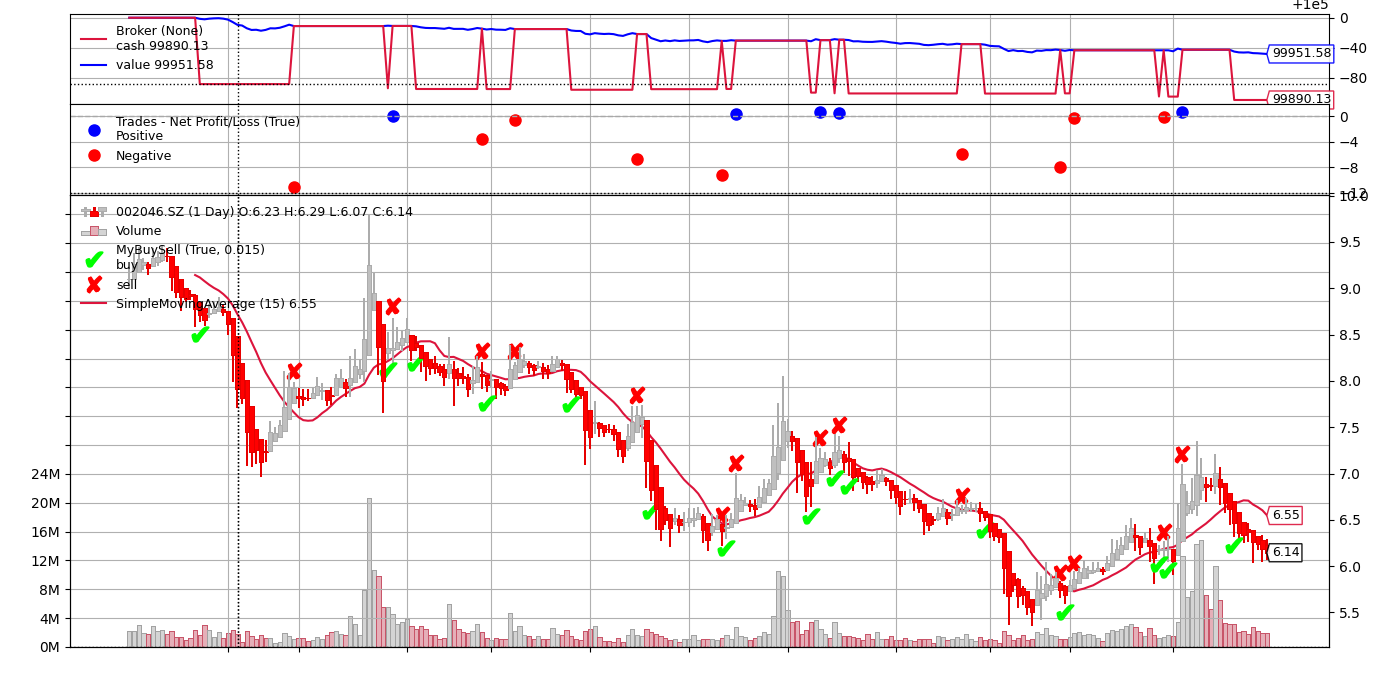 +1e5
Broker (None)
cash 99890.13
value 99951.58
0
−40
−80
99951.58
99890.13
Trades - Net Profit/Loss (True)
Positive
Negative
0
−4
−8
−12
002046.SZ (1 Day) O:6.23 H:6.29 L:6.07 C:6.14
Volume
MyBuySell (True, 0.015)
buy
sell
SimpleMovingAverage (15) 6.55
10.0
9.5
9.0
8.5
8.0
7.5
7.0
6.5
6.0
5.5
6.55
6.14
24M
20M
16M
12M
8M
4M
0M